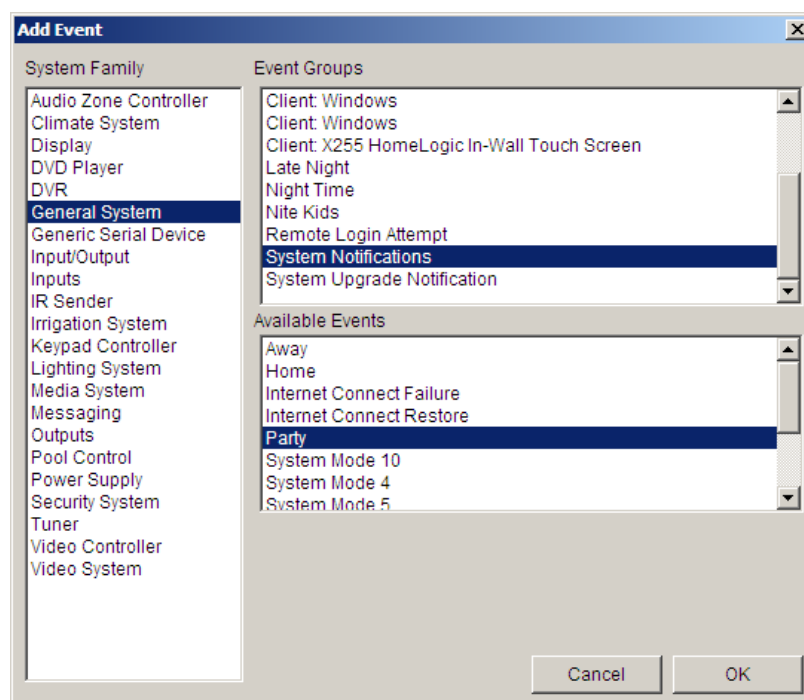 Add Event
System Family
Audio Zone Controller
Climate System
Display
DVD Player
DVR
General System
Generic Serial Device
Input/Output
Inputs
IR Sender
Irrigation System
Keypad Controller
Lighting System
Media System
Messaging
Outputs
Pool Control
Power Supply
Security System
Tuner
Video Controller
Video System
Event Groups
Client: Windows
Client: Windows
Client: X255 HomeLogic In-Wall Touch Screen
Late Night
Night Time
Nite Kids
Remote Login Attempt
System Notifications
System Upgrade Notification
Available Events
Away
Home
Internet Connect Failure
Internet Connect Restore
Party
System Mode 10
System Mode 4
System Mode 5
Cancel
OK